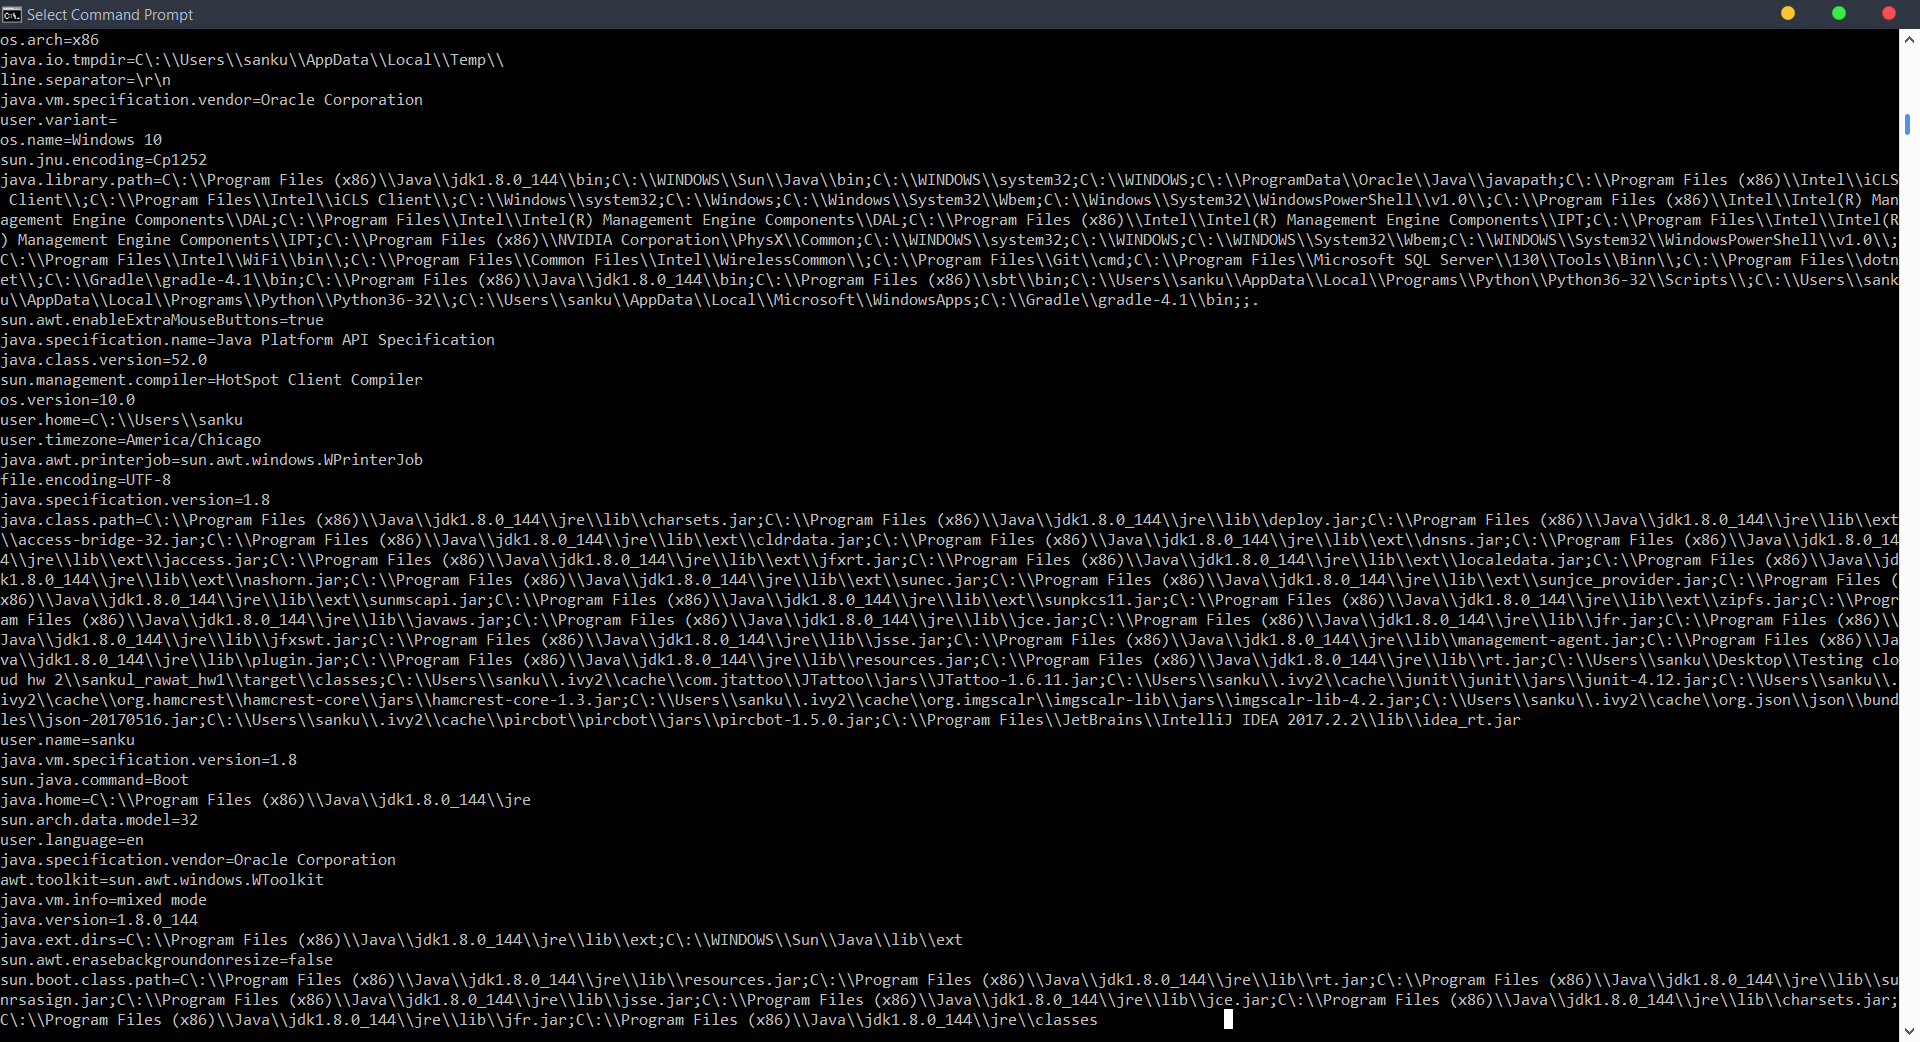 Select Command Prompt
os.arch=x86
java.io.tmpdir=C\:\\Users\\sanku\\AppData\\Local\\Temp\\
line.separator=\r\n
java.vm.specification.vendor=Oracle Corporation
user.variant=
os.name=Windows 10
sun.jnu.encoding=Cp1252
java.library.path=C\:\\Program Files (x86)\\Java\\jdk1.8.0_144\\bin;C\:\\WINDOWS\\Sun\\Java\\bin;C\:\\WINDOWS\\system32;C\:\\WINDOWS;C\:\\ProgramData\\Oracle\\Java\\javapath;C\:\\Program Files (x86)\\Intel\\iCLS
 Client\\;C\:\\Program Files\\Intel\\iCLS Client\\;C\:\\Windows\\system32;C\:\\Windows;C\:\\Windows\\System32\\Wbem;C\:\\Windows\\System32\\WindowsPowerShell\\v1.0\\;C\:\\Program Files (x86)\\Intel\\Intel(R) Man
agement Engine Components\\DAL;C\:\\Program Files\\Intel\\Intel(R) Management Engine Components\\DAL;C\:\\Program Files (x86)\\Intel\\Intel(R) Management Engine Components\\IPT;C\:\\Program Files\\Intel\\Intel(R
) Management Engine Components\\IPT;C\:\\Program Files (x86)\\NVIDIA Corporation\\PhysX\\Common;C\:\\WINDOWS\\system32;C\:\\WINDOWS;C\:\\WINDOWS\\System32\\Wbem;C\:\\WINDOWS\\System32\\WindowsPowerShell\\v1.0\\;
C\:\\Program Files\\Intel\\WiFi\\bin\\;C\:\\Program Files\\Common Files\\Intel\\WirelessCommon\\;C\:\\Program Files\\Git\\cmd;C\:\\Program Files\\Microsoft SQL Server\\130\\Tools\\Binn\\;C\:\\Program Files\\dotn
et\\;C\:\\Gradle\\gradle-4.1\\bin;C\:\\Program Files (x86)\\Java\\jdk1.8.0_144\\bin;C\:\\Program Files (x86)\\sbt\\bin;C\:\\Users\\sanku\\AppData\\Local\\Programs\\Python\\Python36-32\\Scripts\\;C\:\\Users\\sank
u\\AppData\\Local\\Programs\\Python\\Python36-32\\;C\:\\Users\\sanku\\AppData\\Local\\Microsoft\\WindowsApps;C\:\\Gradle\\gradle-4.1\\bin;;.
sun.awt.enableExtraMouseButtons=true
java.specification.name=Java Platform API Specification
java.class.version=52.0
sun.management.compiler=HotSpot Client Compiler
os.version=10.0
user.home=C\:\\Users\\sanku
user.timezone=America/Chicago
java.awt.printerjob=sun.awt.windows.WPrinterJob
file.encoding=UTF-8
java.specification.version=1.8
java.class.path=C\:\\Program Files (x86)\\Java\\jdk1.8.0_144\\jre\\lib\\charsets.jar;C\:\\Program Files (x86)\\Java\\jdk1.8.0_144\\jre\\lib\\deploy.jar;C\:\\Program Files (x86)\\Java\\jdk1.8.0_144\\jre\\lib\\ext
\\access-bridge-32.jar;C\:\\Program Files (x86)\\Java\\jdk1.8.0_144\\jre\\lib\\ext\\cldrdata.jar;C\:\\Program Files (x86)\\Java\\jdk1.8.0_144\\jre\\lib\\ext\\dnsns.jar;C\:\\Program Files (x86)\\Java\\jdk1.8.0_14
4\\jre\\lib\\ext\\jaccess.jar;C\:\\Program Files (x86)\\Java\\jdk1.8.0_144\\jre\\lib\\ext\\jfxrt.jar;C\:\\Program Files (x86)\\Java\\jdk1.8.0_144\\jre\\lib\\ext\\localedata.jar;C\:\\Program Files (x86)\\Java\\jd
k1.8.0_144\\jre\\lib\\ext\\nashorn.jar;C\:\\Program Files (x86)\\Java\\jdk1.8.0_144\\jre\\lib\\ext\\sunec.jar;C\:\\Program Files (x86)\\Java\\jdk1.8.0_144\\jre\\lib\\ext\\sunjce_provider.jar;C\:\\Program Files (
x86)\\Java\\jdk1.8.0_144\\jre\\lib\\ext\\sunmscapi.jar;C\:\\Program Files (x86)\\Java\\jdk1.8.0_144\\jre\\lib\\ext\\sunpkcs11.jar;C\:\\Program Files (x86)\\Java\\jdk1.8.0_144\\jre\\lib\\ext\\zipfs.jar;C\:\\Progr
am Files (x86)\\Java\\jdk1.8.0_144\\jre\\lib\\javaws.jar;C\:\\Program Files (x86)\\Java\\jdk1.8.0_144\\jre\\lib\\jce.jar;C\:\\Program Files (x86)\\Java\\jdk1.8.0_144\\jre\\lib\\jfr.jar;C\:\\Program Files (x86)\\
Java\\jdk1.8.0_144\\jre\\lib\\jfxswt.jar;C\:\\Program Files (x86)\\Java\\jdk1.8.0_144\\jre\\lib\\jsse.jar;C\:\\Program Files (x86)\\Java\\jdk1.8.0_144\\jre\\lib\\management-agent.jar;C\:\\Program Files (x86)\\Ja
va\\jdk1.8.0_144\\jre\\lib\\plugin.jar;C\:\\Program Files (x86)\\Java\\jdk1.8.0_144\\jre\\lib\\resources.jar;C\:\\Program Files (x86)\\Java\\jdk1.8.0_144\\jre\\lib\\rt.jar;C\:\\Users\\sanku\\Desktop\\Testing clo
ud hw 2\\sankul_rawat_hw1\\target\\classes;C\:\\Users\\sanku\\.ivy2\\cache\\com.jtattoo\\JTattoo\\jars\\JTattoo-1.6.11.jar;C\:\\Users\\sanku\\.ivy2\\cache\\junit\\junit\\jars\\junit-4.12.jar;C\:\\Users\\sanku\\.
ivy2\\cache\\org.hamcrest\\hamcrest-core\\jars\\hamcrest-core-1.3.jar;C\:\\Users\\sanku\\.ivy2\\cache\\org.imgscalr\\imgscalr-lib\\jars\\imgscalr-lib-4.2.jar;C\:\\Users\\sanku\\.ivy2\\cache\\org.json\\json\\bund
les\\json-20170516.jar;C\:\\Users\\sanku\\.ivy2\\cache\\pircbot\\pircbot\\jars\\pircbot-1.5.0.jar;C\:\\Program Files\\JetBrains\\IntelliJ IDEA 2017.2.2\\lib\\idea_rt.jar
user.name=sanku
java.vm.specification.version=1.8
sun.java.command=Boot
java.home=C\:\\Program Files (x86)\\Java\\jdk1.8.0_144\\jre
sun.arch.data.model=32
user.language=en
java.specification.vendor=Oracle Corporation
awt.toolkit=sun.awt.windows.WToolkit
java.vm.info=mixed mode
java.version=1.8.0_144
java.ext.dirs=C\:\\Program Files (x86)\\Java\\jdk1.8.0_144\\jre\\lib\\ext;C\:\\WINDOWS\\Sun\\Java\\lib\\ext
sun.awt.erasebackgroundonresize=false
sun.boot.class.path=C\:\\Program Files (x86)\\Java\\jdk1.8.0_144\\jre\\lib\\resources.jar;C\:\\Program Files (x86)\\Java\\jdk1.8.0_144\\jre\\lib\\rt.jar;C\:\\Program Files (x86)\\Java\\jdk1.8.0_144\\jre\\lib\\su
nrsasign.jar;C\:\\Program Files (x86)\\Java\\jdk1.8.0_144\\jre\\lib\\jsse.jar;C\:\\Program Files (x86)\\Java\\jdk1.8.0_144\\jre\\lib\\jce.jar;C\:\\Program Files (x86)\\Java\\jdk1.8.0_144\\jre\\lib\\charsets.jar;
C\:\\Program Files (x86)\\Java\\jdk1.8.0_144\\jre\\lib\\jfr.jar;C\:\\Program Files (x86)\\Java\\jdk1.8.0_144\\jre\\classes